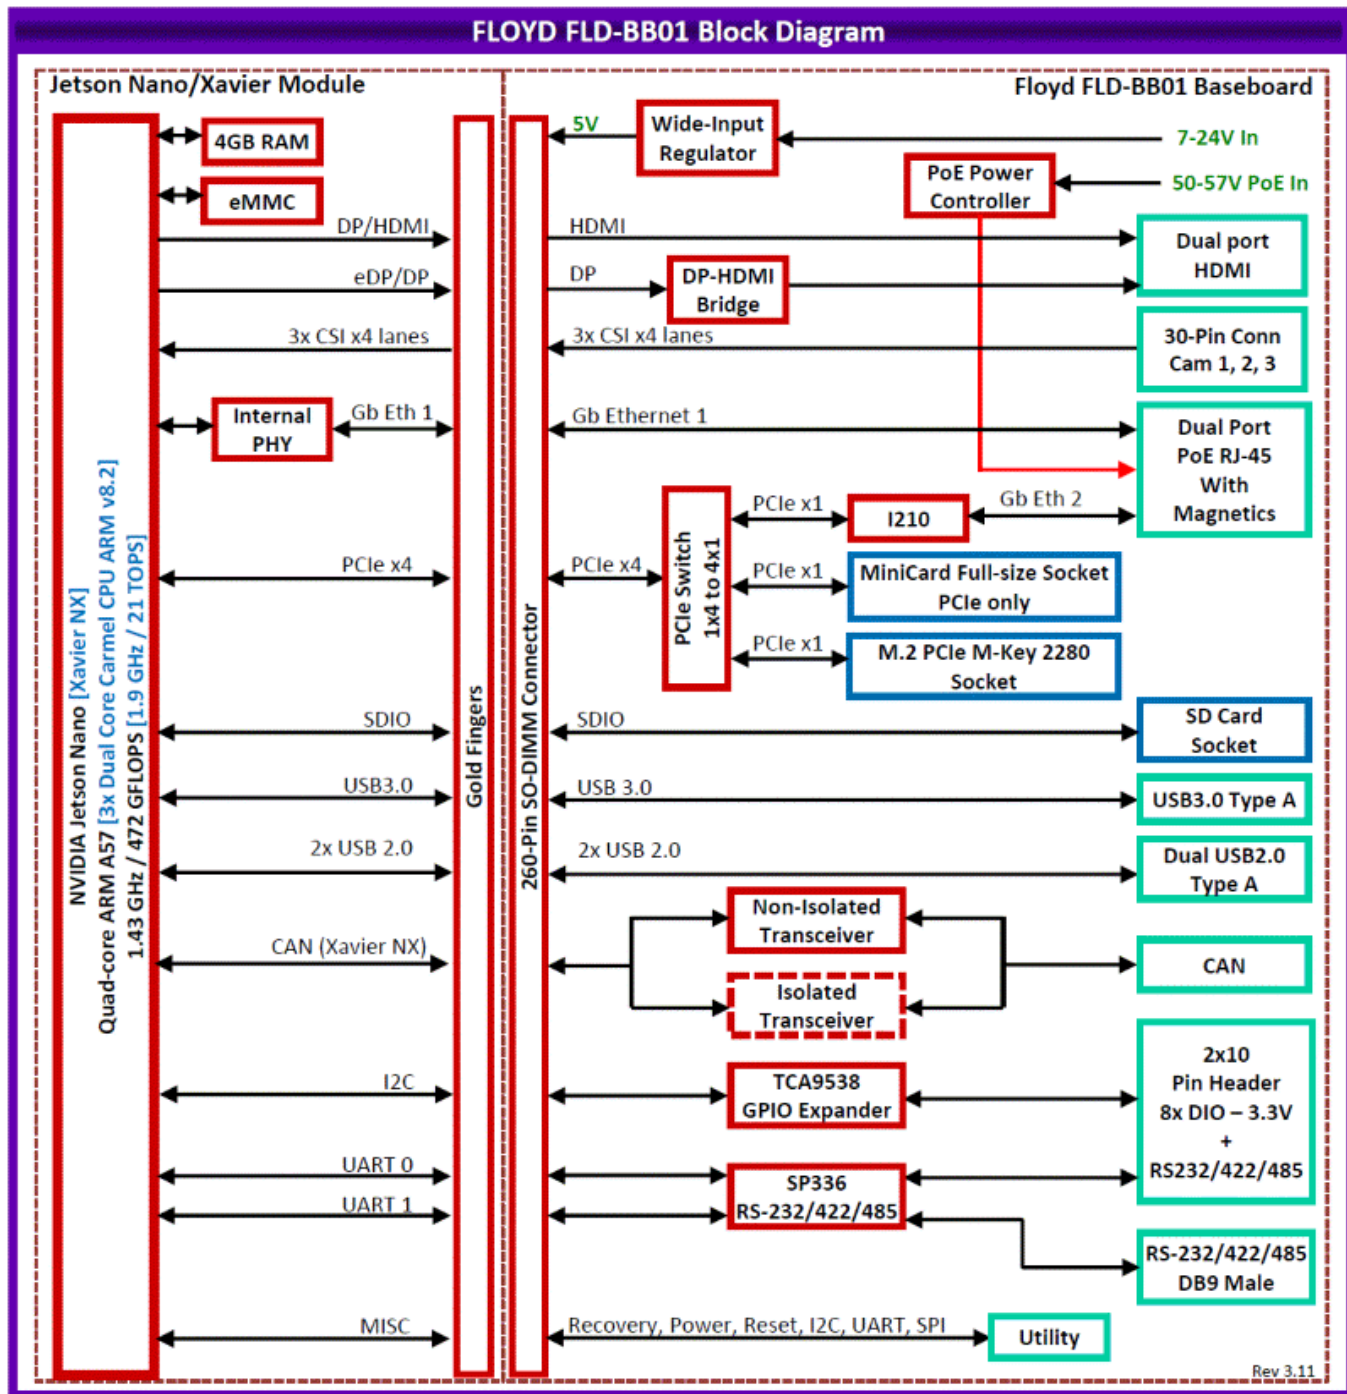 FLOYD FLD-BB01 Block Diagram
Jetson Nano/Xavier Module
Floyd FLD-BB01 Baseboard
4GB RAM
eMMC
5V
Wide-Input
Regulator
7-24V In
PoE Power
Controller
50-57V PoE In
DP/HDMI
HDMI
Dual port
HDMI
eDP/DP
DP
DP-HDMI
Bridge
3x CSI x4 lanes
3x CSI x4 lanes
30-Pin Conn
Cam 1, 2, 3
Internal
PHY
Gb Eth 1
Gb Ethernet 1
Dual Port
PoE RJ-45
With
Magnetics
PCIe x1
I210
Gb Eth 2
PCIe x4
PCIe x4
PCIe Switch
1x4 to 4x1
PCIe x1
MiniCard Full-size Socket
PCIe only
PCIe x1
M.2 PCIe M-Key 2280
Socket
NVIDIA Jetson Nano [Xavier NX]
Quad-core ARM A57 [3x Dual Core Carmel CPU ARM v8.2]
1.43 GHz / 472 GFLOPS [1.9 GHz / 21 TOPS]
Gold Fingers
260-Pin SO-DIMM Connector
SDIO
SDIO
SD Card
Socket
USB3.0
USB 3.0
USB3.0 Type A
2x USB 2.0
2x USB 2.0
Dual USB2.0
Type A
Non-Isolated
Transceiver
CAN (Xavier NX)
CAN
Isolated
Transceiver
I2C
TCA9538
GPIO Expander
2x10
Pin Header
8x DIO – 3.3V
+
RS232/422/485
UART 0
UART 1
SP336
RS-232/422/485
RS-232/422/485
DB9 Male
MISC
Recovery, Power, Reset, I2C, UART, SPI
Utility
Rev 3.11